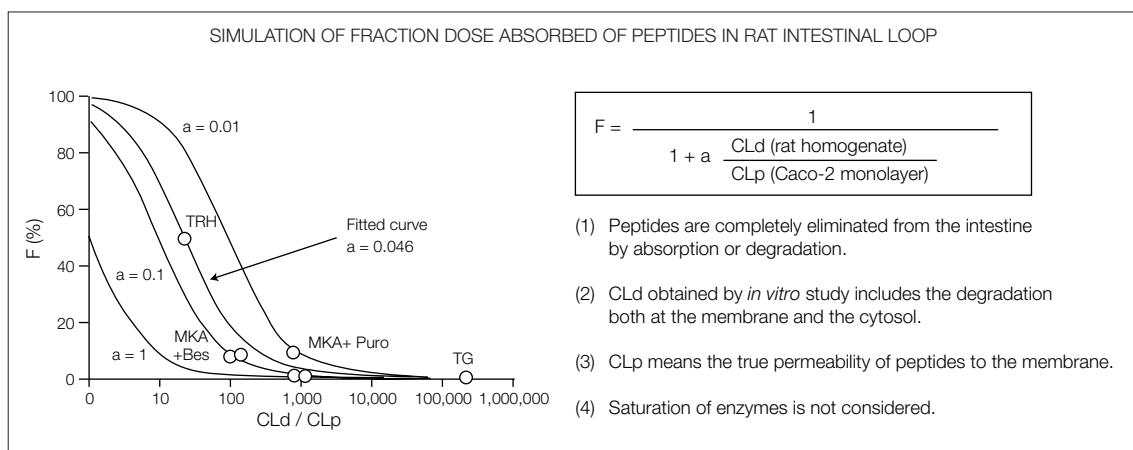 SIMULATION OF FRACTION DOSE ABSORBED OF PEPTIDES IN RAT INTESTINAL LOOP
100
80
60
40
20
0
F (%)
a = 0.01
TRH
Fitted curve
a = 0.046
a = 0.1
MKA
+Bes
MKA+ Puro
a = 1
TG
0 10 100 1,000 10,000 100,000 1,000,000
CLd / CLp
F = 1
1 + a CLd (rat homogenate)
CLp (Caco-2 monolayer)
(1) Peptides are completely eliminated from the intestine
by absorption or degradation.
(2) CLd obtained by in vitro study includes the degradation
both at the membrane and the cytosol.
(3) CLp means the true permeability of peptides to the membrane.
(4) Saturation of enzymes is not considered.